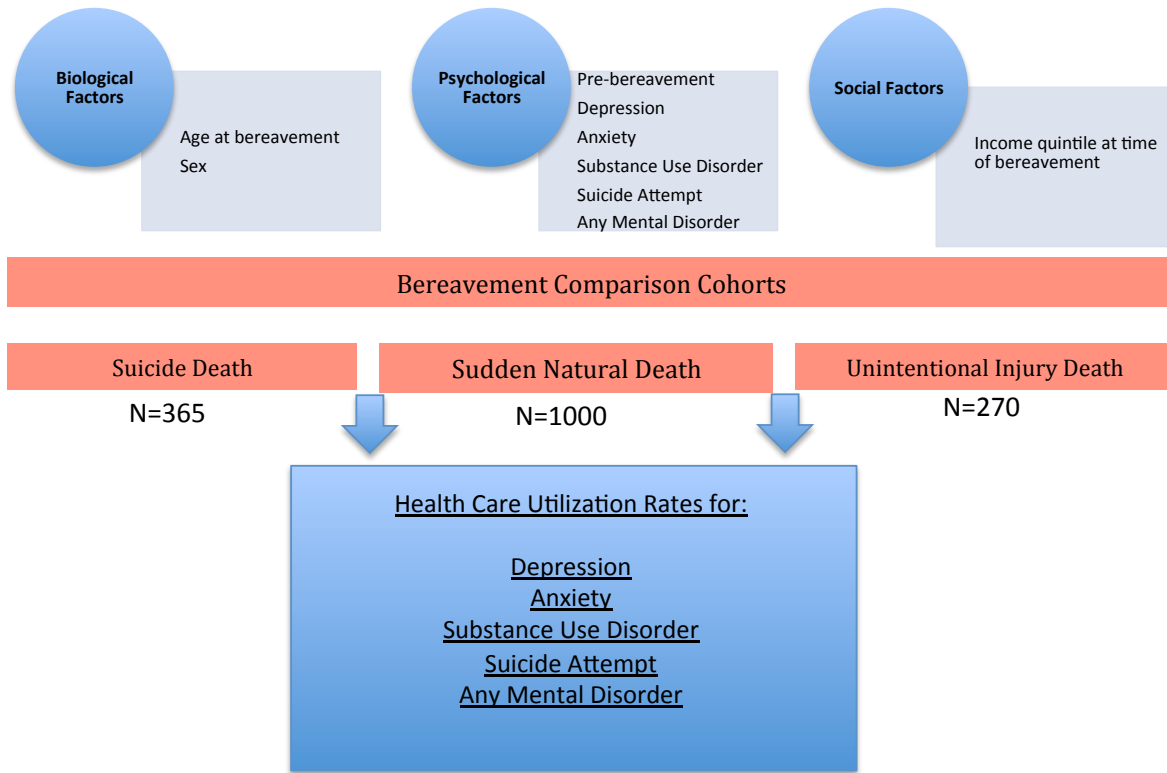 Biological
Factors
Age at bereavement
Sex
Psychological
Factors
Pre-bereavement
Depression
Anxiety
Substance Use Disorder
Suicide Attempt
Any Mental Disorder
Social Factors
Income quintile at time
of bereavement
Bereavement Comparison Cohorts
Suicide Death
N=365
Sudden Natural Death
N=1000
Unintentional Injury Death
N=270
Health Care Utilization Rates for:
Depression
Anxiety
Substance Use Disorder
Suicide Attempt
Any Mental Disorder